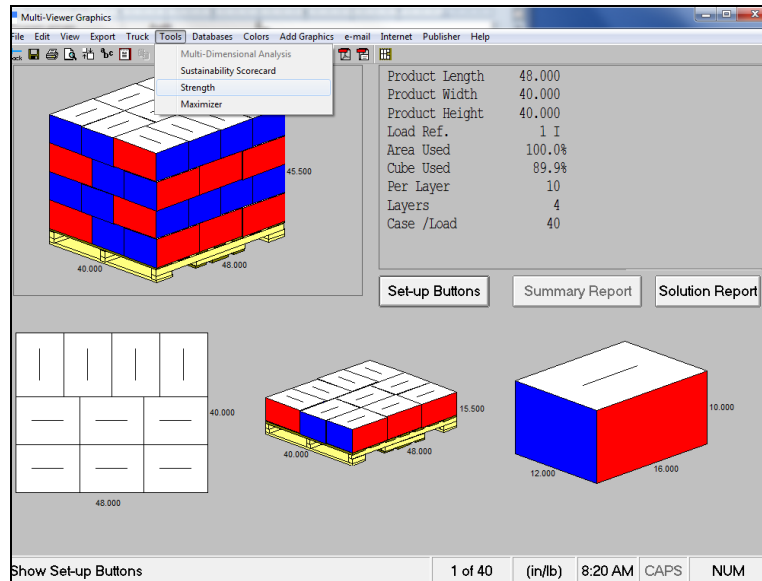 Multi-Viewer Graphics
File Edit View Export Truck Tools Databases Colors Add Graphics e-mail Internet Publisher Help
Multi-Dimensional Analysis
Sustainability Scorecard
Strength
Maximizer
45.500
40.000
48.000
Product Length 48.000
Product Width 40.000
Product Height 40.000
Load Ref. 1 I
Area Used 100.0%
Cube Used 89.9%
Per Layer 10
Layers 4
Case /Load 40
Set-up Buttons Summary Report Solution Report
40.000
48.000
15.500
40.000
48.000
10.000
12.000
16.000
Show Set-up Buttons 1 of 40 (in/lb) 8:20 AM CAPS NUM